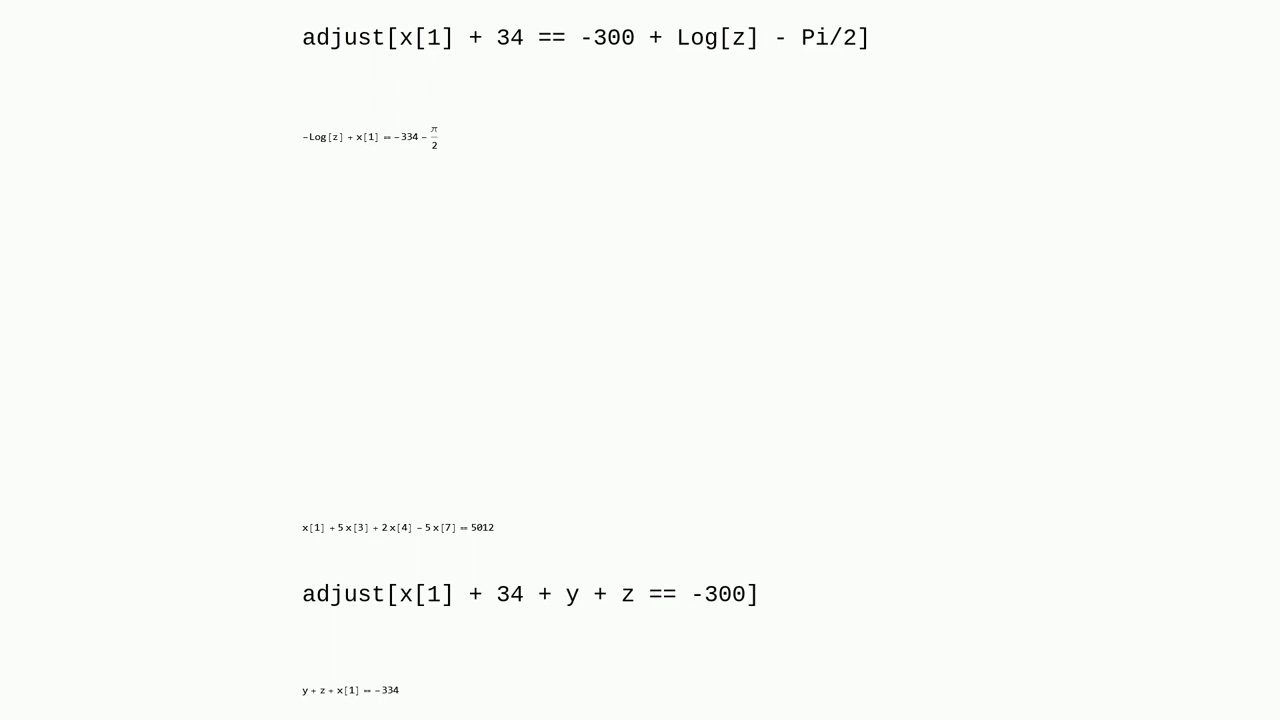 adjust[x[1] + 34 == -300 + Log[z] - Pi/2]
-Log[z] + x[1] == -334 - π/2
x[1] + 5 x[3] + 2 x[4] - 5 x[7] == 5012
adjust[x[1] + 34 + y + z == -300]
y + z + x[1] == -334